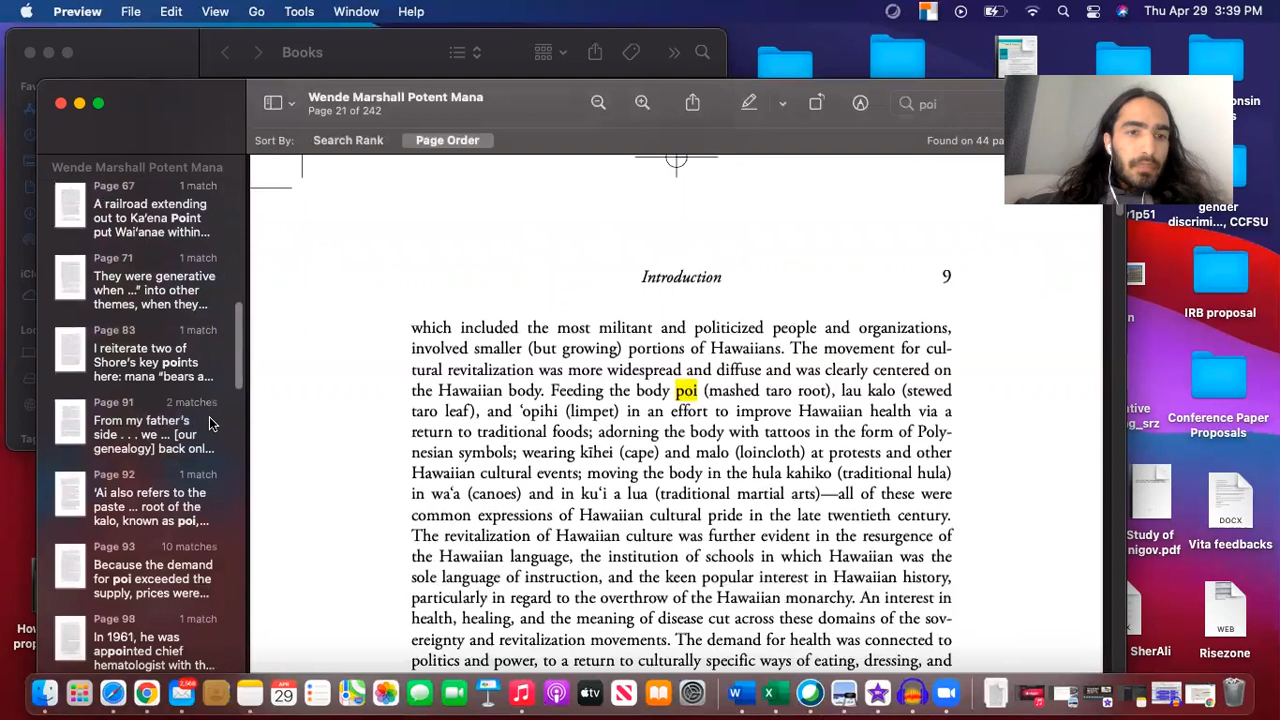 Preview File Edit View Go Tools Window Help Thu Apr 29 3:39 PM
Books
Wende Marshall Potent Mana
Page 21 of 242
poi
Sort By: Search Rank Page Order
Found on 44 pa
Wende Marshall Potent Mana
Page 67 1 match
A railroad extending
out to Kaʻena Point
put Waiʻanae within...
Page 71 1 match
They were generative
when ..." into other
themes, when they...
Page 83 1 match
I reiterate two of
Shore's key points
here: mana "bears a...
Page 91 2 matches
From my father's
side . . . we ... [our
genealogy] back onl...
Page 92 1 match
'Ai also refers to the
paste ... root of the
kalo, known as poi,...
Page 93 10 matches
Because the demand
for poi exceeded the
supply, prices were...
Page 98 1 match
In 1961, he was
appointed chief
hematologist with th...
Introduction 9
which included the most militant and politicized people and organizations,
involved smaller (but growing) portions of Hawaiians. The movement for cul-
tural revitalization was more widespread and diffuse and was clearly centered on
the Hawaiian body. Feeding the body poi (mashed taro root), lau kalo (stewed
taro leaf), and ʻopihi (limpet) in an effort to improve Hawaiian health via a
return to traditional foods; adorning the body with tattoos in the form of Poly-
nesian symbols; wearing kīhei (cape) and malo (loincloth) at protests and other
Hawaiian cultural events; moving the body in the hula kahiko (traditional hula)
in waʻa (canoes) and in kuʻi a lua (traditional martial arts)—all of these were
common expressions of Hawaiian cultural pride in the late twentieth century.
The revitalization of Hawaiian culture was further evident in the resurgence of
the Hawaiian language, the institution of schools in which Hawaiian was the
sole language of instruction, and the keen popular interest in Hawaiian history,
particularly in regard to the overthrow of the Hawaiian monarchy. An interest in
health, healing, and the meaning of disease cut across these domains of the sov-
ereignty and revitalization movements. The demand for health was connected to
politics and power, to a return to culturally specific ways of eating, dressing, and
gender
discrimi..., CCFSU
IRB proposal
Conference Paper
Proposals
Study of
nigov.pdf
DOCX
Vita feedbacks
SherAli
WEB
Risezone
2,568
APR
29
tv